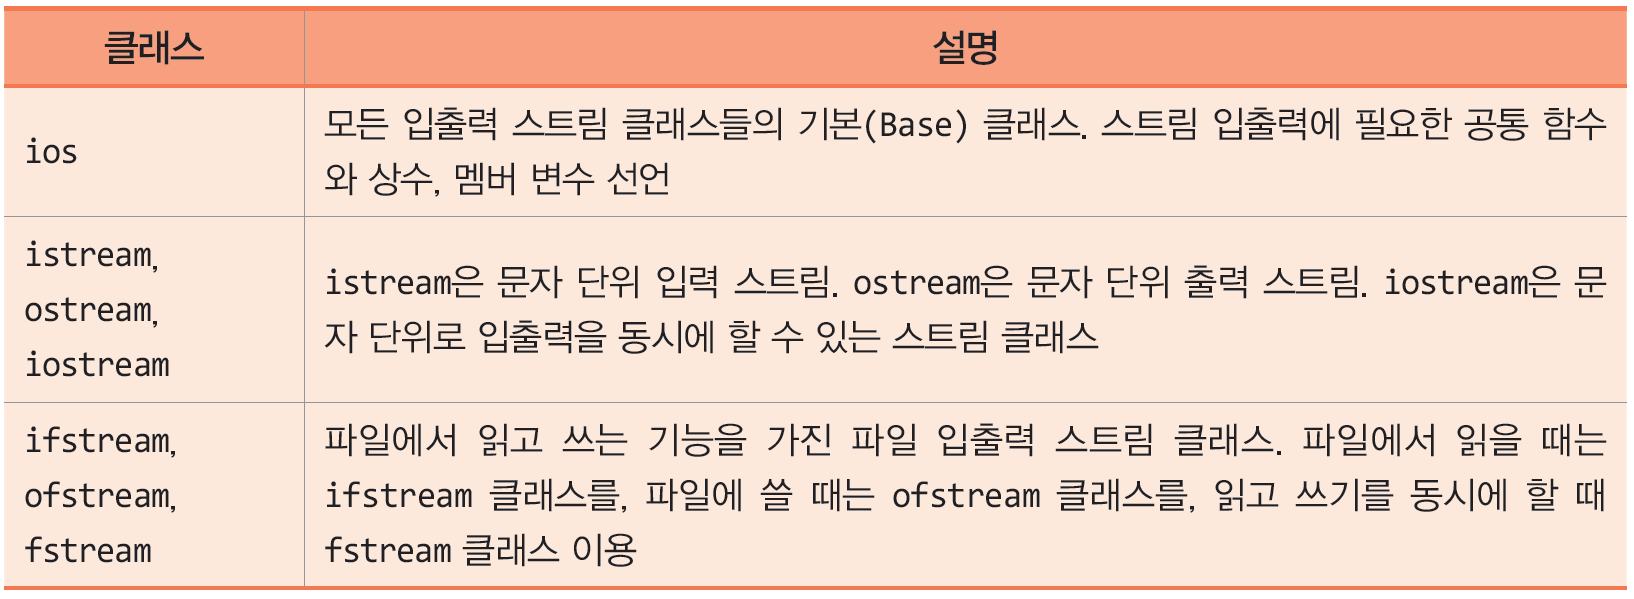 클래스
설명
ios
모든 입출력 스트림 클래스들의 기본(Base) 클래스. 스트림 입출력에 필요한 공통 함수
와 상수, 멤버 변수 선언
istream,
ostream,
iostream
istream은 문자 단위 입력 스트림. ostream은 문자 단위 출력 스트림. iostream은 문
자 단위로 입출력을 동시에 할 수 있는 스트림 클래스
ifstream,
ofstream,
fstream
파일에서 읽고 쓰는 기능을 가진 파일 입출력 스트림 클래스. 파일에서 읽을 때는
ifstream 클래스를, 파일에 쓸 때는 ofstream 클래스를, 읽고 쓰기를 동시에 할 때
fstream 클래스 이용